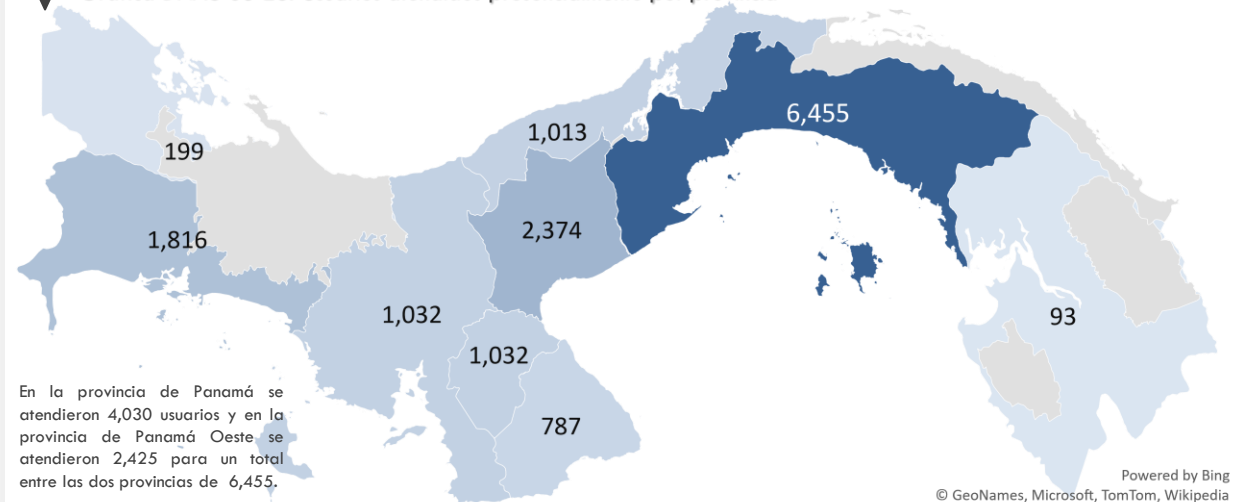 6,455
1,013
199
2,374
1,816
1,032
93
1,032
787
En la provincia de Panamá se
atendieron 4,030 usuarios y en la
provincia de Panamá Oeste se
atendieron 2,425 para un total
entre las dos provincias de 6,455.
Powered by Bing
© GeoNames, Microsoft, TomTom, Wikipedia